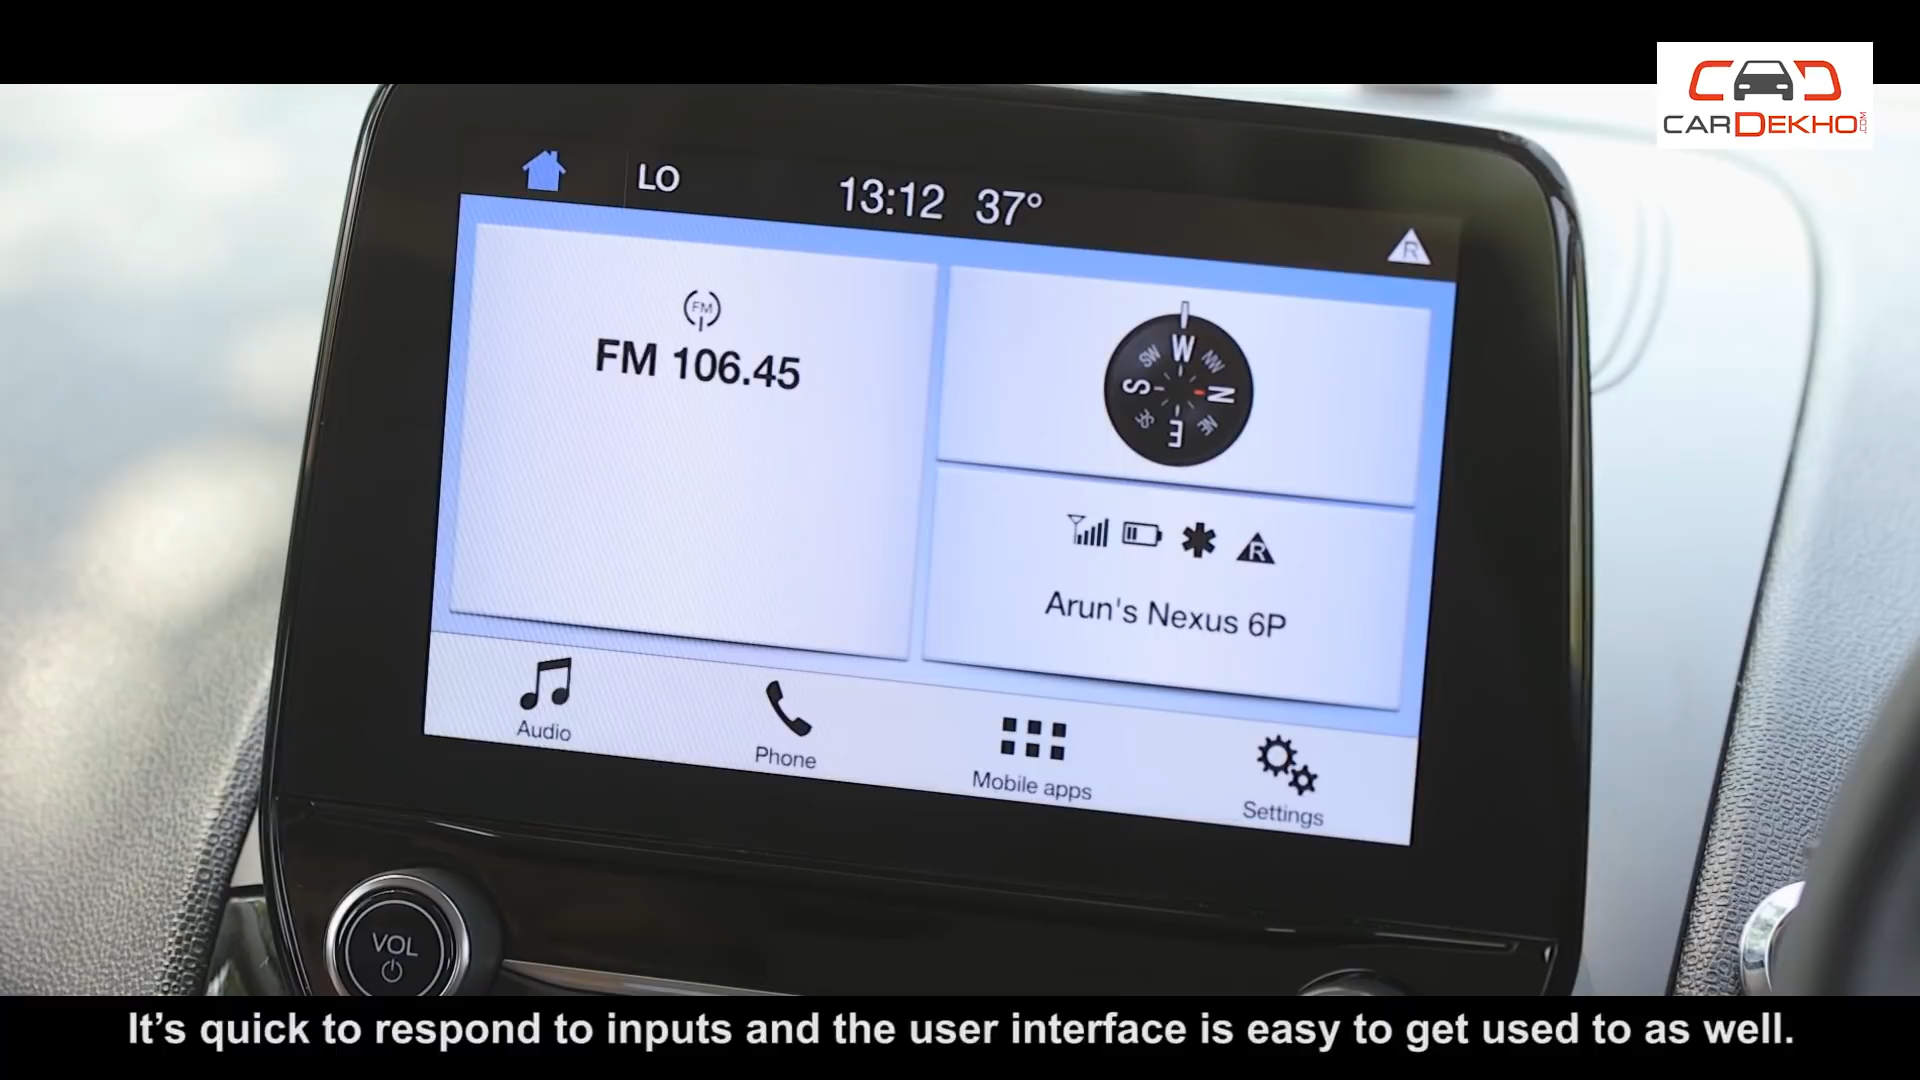 CARDEKHO.COM
LO
13:12 37°
R
FM
FM 106.45
W
SW NW
S N
SE NE
E
R
Arun's Nexus 6P
Audio
Phone
Mobile apps
Settings
VOL
It’s quick to respond to inputs and the user interface is easy to get used to as well.